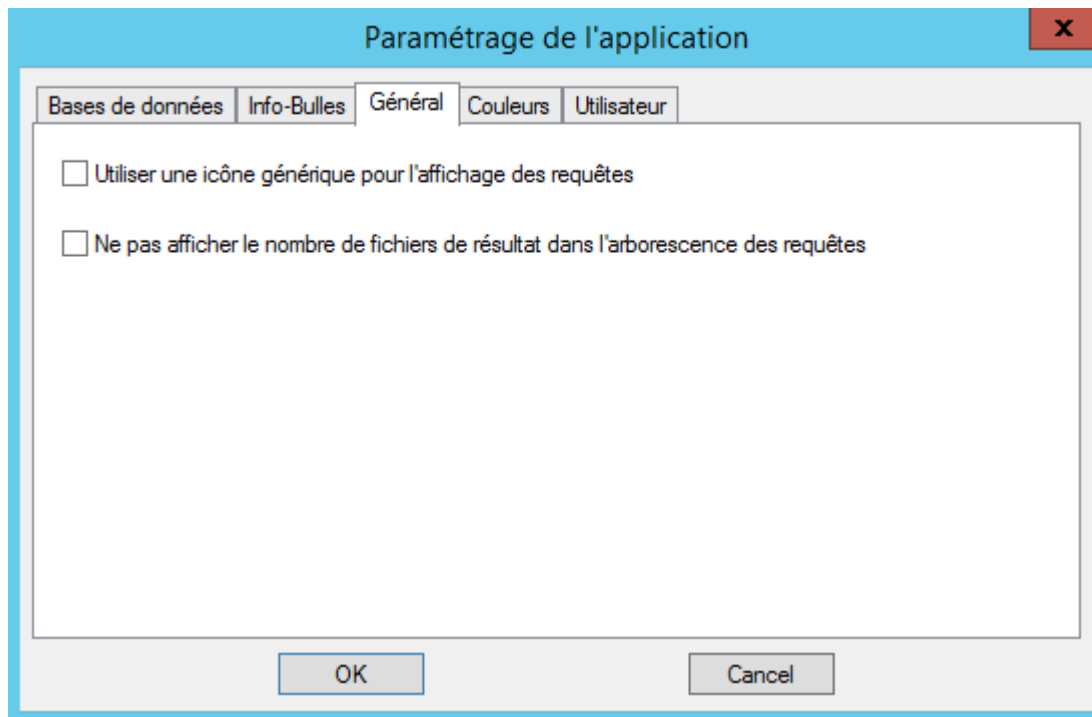 Paramétrage de l'application
x
Bases de données Info-Bulles Général Couleurs Utilisateur
Utiliser une icône générique pour l'affichage des requêtes
Ne pas afficher le nombre de fichiers de résultat dans l'arborescence des requêtes
OK Cancel